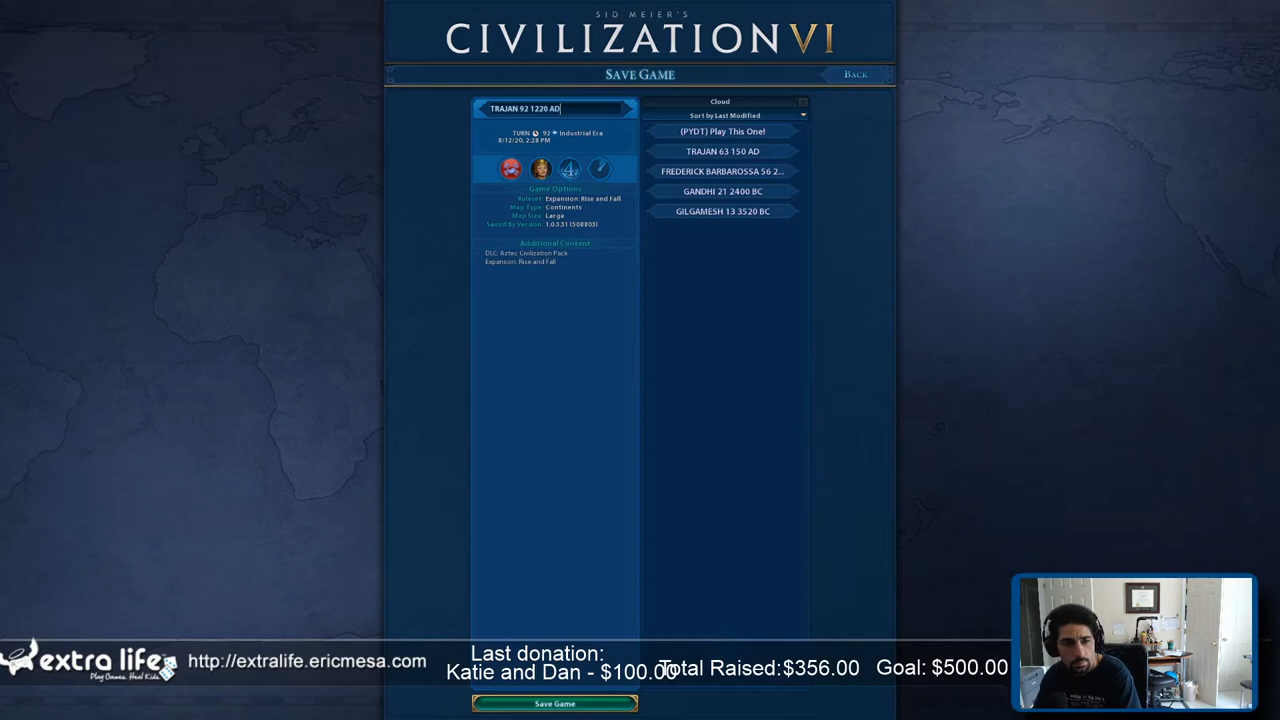 SID MEIER'S
CIVILIZATION VI
SAVE GAME
BACK
TRAJAN 92 1220 AD
TURN 92 Industrial Era
8/12/20, 2:28 PM
Game Options
Ruleset: Expansion: Rise and Fall
Map Type: Continents
Map Size: Large
Saved By Version: 1.0.3.31 (508803)
Additional Content
DLC: Aztec Civilization Pack
Expansion: Rise and Fall
Cloud
Sort by Last Modified
(PYDT) Play This One!
TRAJAN 63 150 AD
FREDERICK BARBAROSSA 56 2...
GANDHI 21 2400 BC
GILGAMESH 13 3520 BC
extra life
Play Games. Heal Kids.
http://extralife.ericmesa.com
Last donation:
Katie and Dan - $100.00
Total Raised:$356.00
Goal: $500.00
Save Game